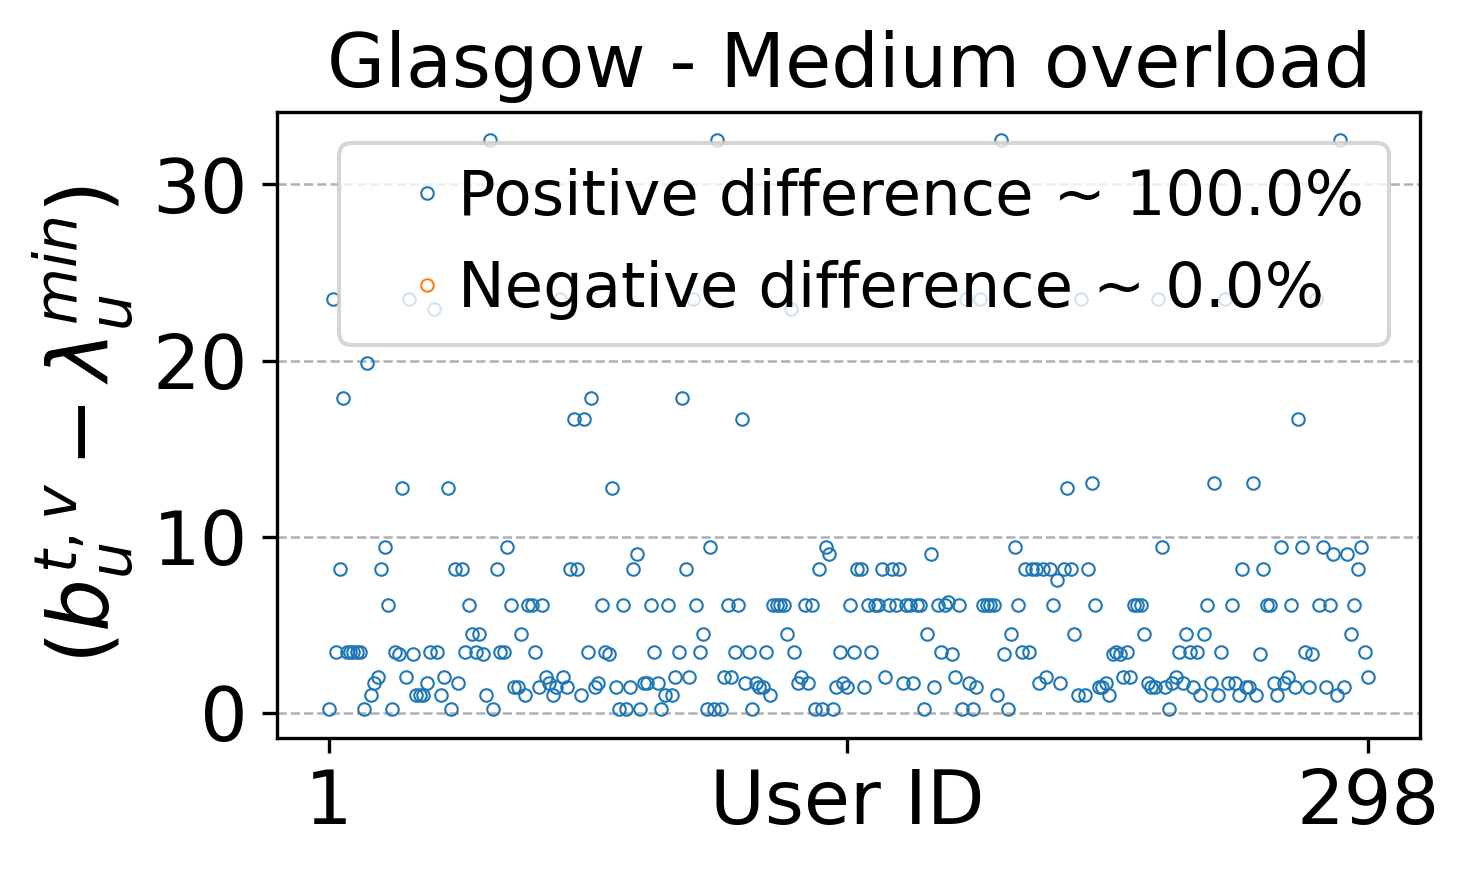 Glasgow - Medium overload
(b_u^{t,v} − λ_u^{min})
30
20
10
0
Positive difference ~ 100.0%
Negative difference ~ 0.0%
1
User ID
298